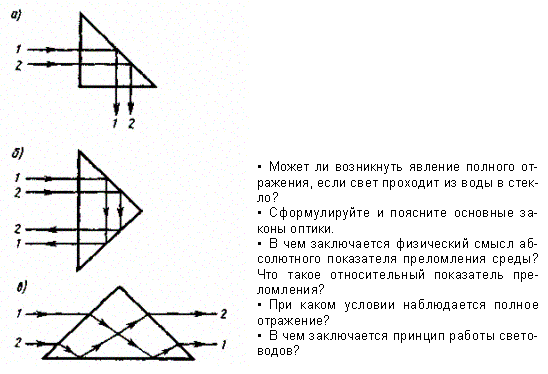 а)
1
2
1 2
б)
1
2
2
1
в)
1 2
2 1
• Может ли возникнуть явление полного от-
ражения, если свет проходит из воды в стек-
ло?
• Сформулируйте и поясните основные за-
коны оптики.
• В чем заключается физический смысл аб-
солютного показателя преломления среды?
Что такое относительный показатель пре-
ломления?
• При каком условии наблюдается полное
отражение?
• В чем заключается принцип работы свето-
водов?